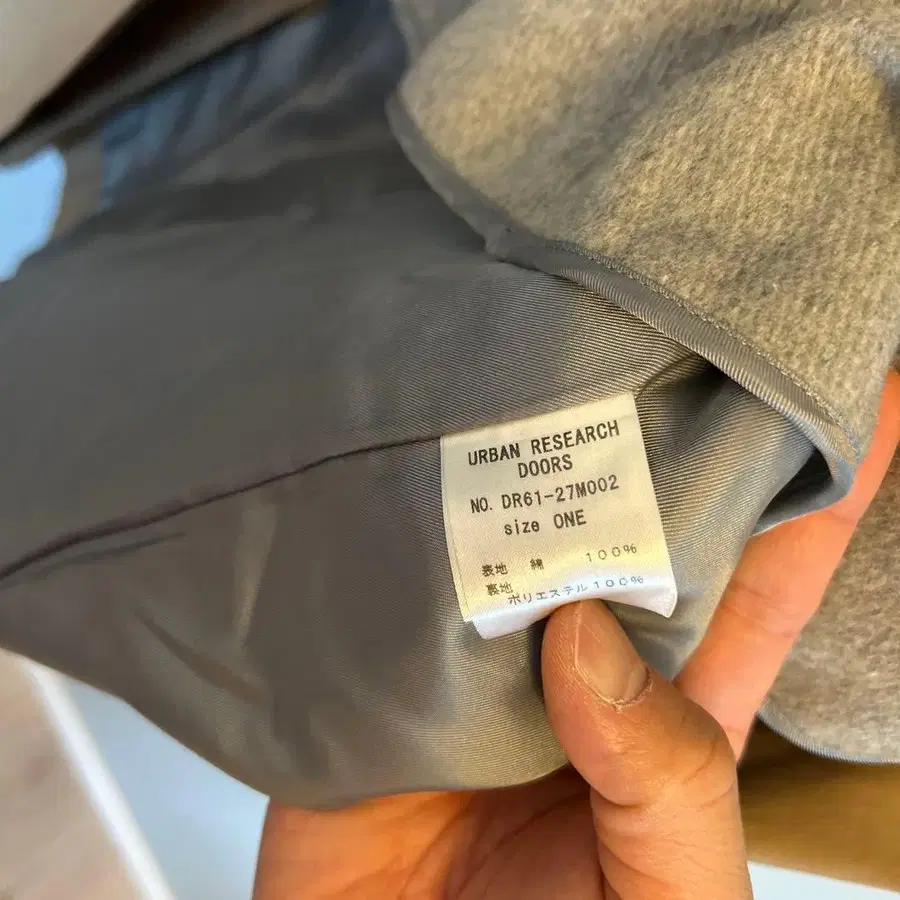 URBAN RESEARCH
DOORS
NO. DR61-27M002
size ONE
表地 綿 100%
裏地
ポリエステル100%